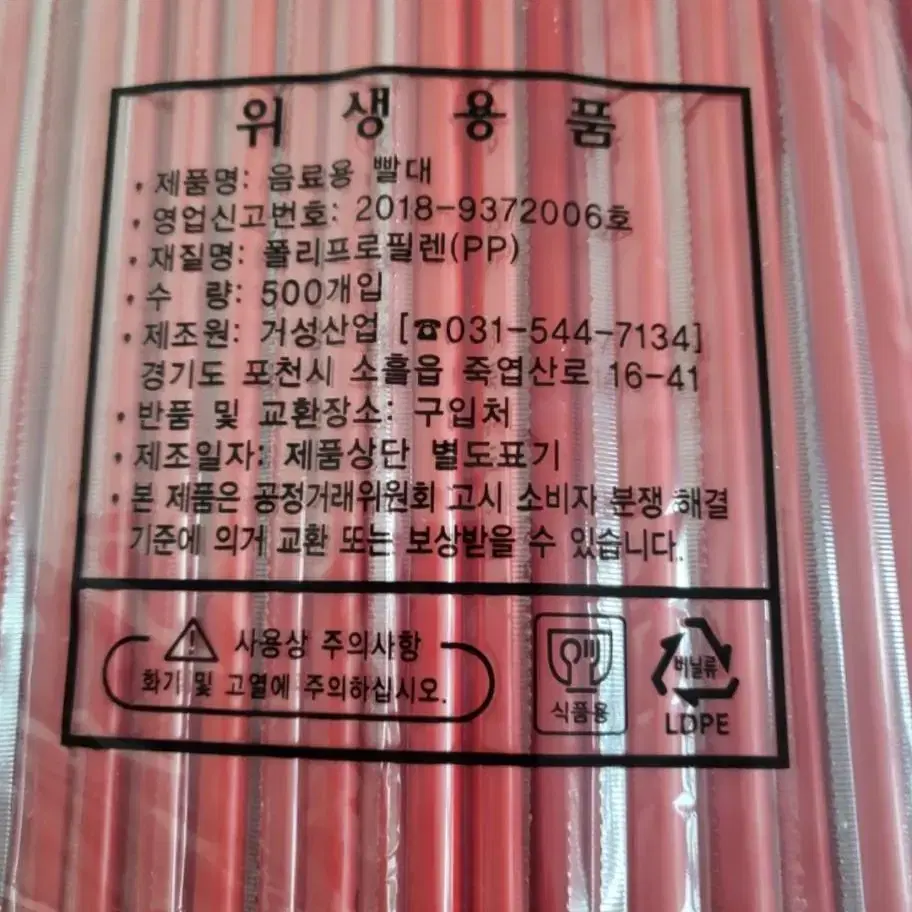 위 생 용 품
· 제품명: 음료용 빨대
· 영업신고번호: 2018-9372006호
· 재질명: 폴리프로필렌(PP)
· 수 량: 500개입
· 제조원: 거성산업 [☎031-544-7134]
경기도 포천시 소흘읍 죽엽산로 16-41
· 반품 및 교환장소: 구입처
· 제조일자: 제품상단 별도표기
· 본 제품은 공정거래위원회 고시 소비자 분쟁 해결
기준에 의거 교환 또는 보상받을 수 있습니다.
사용상 주의사항
화기 및 고열에 주의하십시오.
식품용
비닐류
LDPE